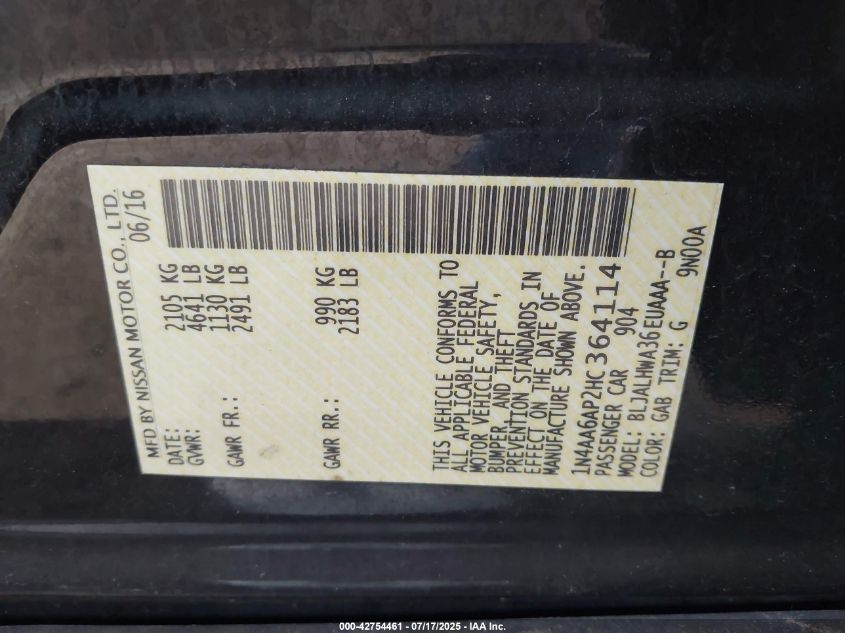 MFD BY NISSAN MOTOR CO., LTD.
DATE: 06/16
GVWR: 2105 KG
4641 LB
GAWR FR.: 1130 KG
2491 LB
GAWR RR.: 990 KG
2183 LB
THIS VEHICLE CONFORMS TO
ALL APPLICABLE FEDERAL
MOTOR VEHICLE SAFETY,
BUMPER, AND THEFT
PREVENTION STANDARDS IN
EFFECT ON THE DATE OF
MANUFACTURE SHOWN ABOVE.
1N4AA6AP2HC364114
PASSENGER CAR 904
MODEL: BLJALHWA36EUAAA--B
COLOR: GAB TRIM: G 9N00A
000-42754461 - 07/17/2025 - IAA Inc.